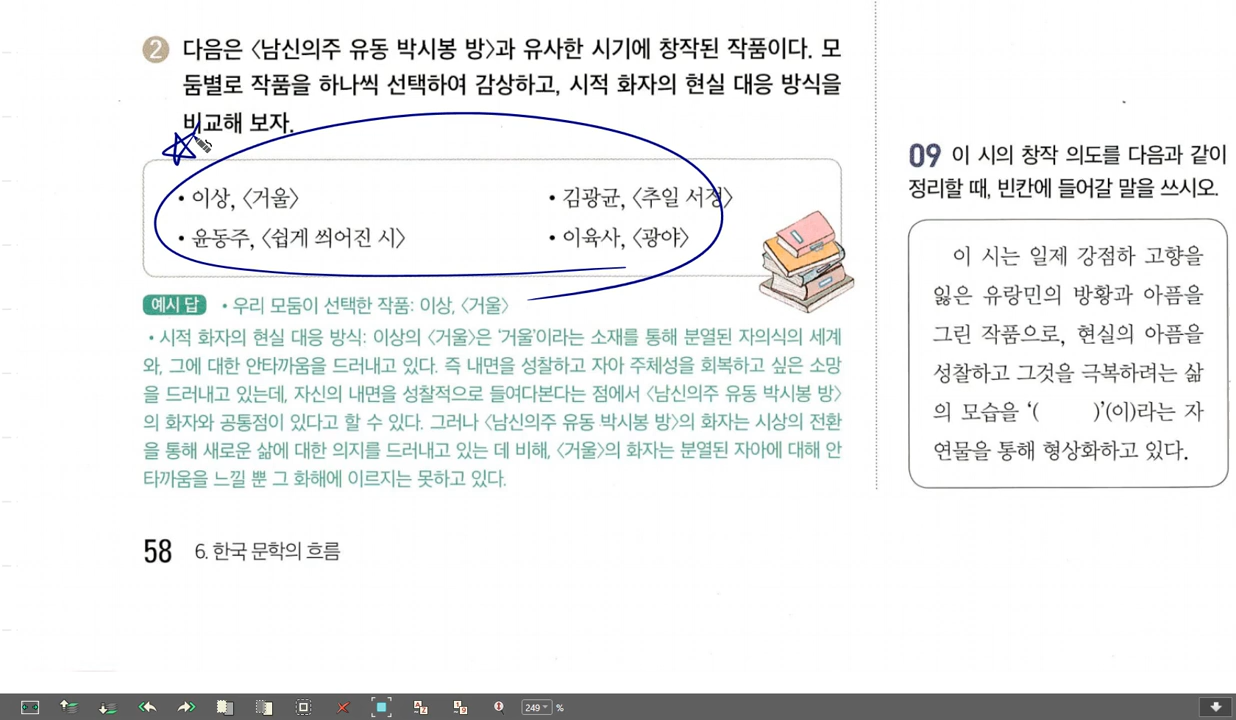 2 다음은 〈남신의주 유동 박시봉 방〉과 유사한 시기에 창작된 작품이다. 모
둠별로 작품을 하나씩 선택하여 감상하고, 시적 화자의 현실 대응 방식을
비교해 보자.
• 이상, 〈거울〉
• 김광균, 〈추일 서정〉
• 윤동주, 〈쉽게 씌어진 시〉
• 이육사, 〈광야〉
예시 답 • 우리 모둠이 선택한 작품: 이상, 〈거울〉
• 시적 화자의 현실 대응 방식: 이상의 〈거울〉은 ‘거울’이라는 소재를 통해 분열된 자의식의 세계
와, 그에 대한 안타까움을 드러내고 있다. 즉 내면을 성찰하고 자아 주체성을 회복하고 싶은 소망
을 드러내고 있는데, 자신의 내면을 성찰적으로 들여다본다는 점에서 〈남신의주 유동 박시봉 방〉
의 화자와 공통점이 있다고 할 수 있다. 그러나 〈남신의주 유동 박시봉 방〉의 화자는 시상의 전환
을 통해 새로운 삶에 대한 의지를 드러내고 있는 데 비해, 〈거울〉의 화자는 분열된 자아에 대해 안
타까움을 느낄 뿐 그 화해에 이르지는 못하고 있다.
58 6. 한국 문학의 흐름
09 이 시의 창작 의도를 다음과 같이
정리할 때, 빈칸에 들어갈 말을 쓰시오.
이 시는 일제 강점하 고향을
잃은 유랑민의 방황과 아픔을
그린 작품으로, 현실의 아픔을
성찰하고 그것을 극복하려는 삶
의 모습을 ‘( )’(이)라는 자
연물을 통해 형상화하고 있다.
249 %